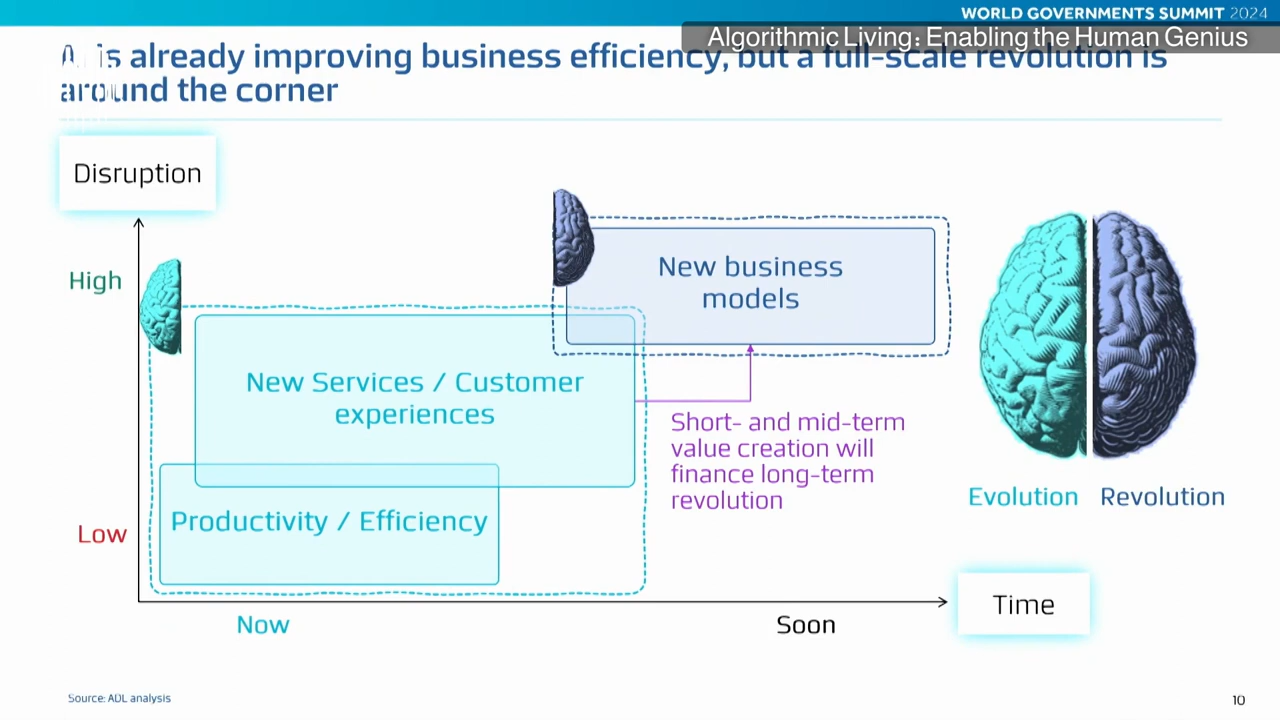 WORLD GOVERNMENTS SUMMIT 2024
Algorithmic Living: Enabling the Human Genius
AI is already improving business efficiency, but a full-scale revolution is
around the corner
Disruption
High
New business
models
New Services / Customer
experiences
Short- and mid-term
value creation will
finance long-term
revolution
Evolution Revolution
Productivity / Efficiency
Low
Time
Now
Soon
Source: ADL analysis
10